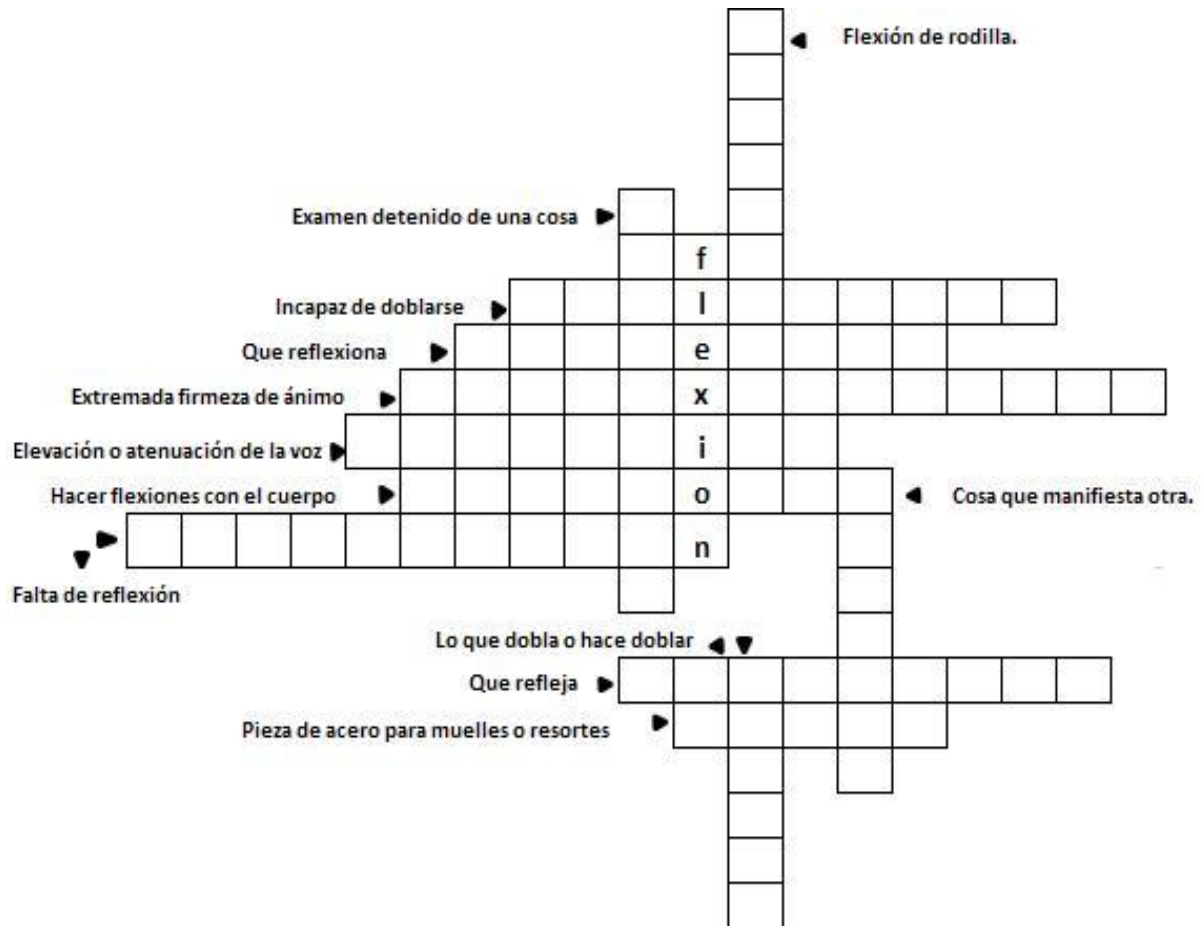 Flexión de rodilla.
Examen detenido de una cosa
f
Incapaz de doblarse
l
Que reflexiona
e
Extremada firmeza de ánimo
x
Elevación o atenuación de la voz
i
Hacer flexiones con el cuerpo
o
Cosa que manifiesta otra.
n
Falta de reflexión
Lo que dobla o hace doblar
Que refleja
Pieza de acero para muelles o resortes